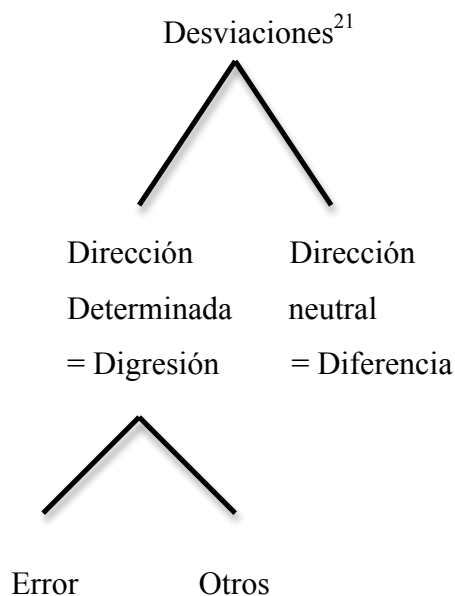 Desviaciones²¹
Dirección Dirección
Determinada neutral
= Digresión = Diferencia
Error Otros